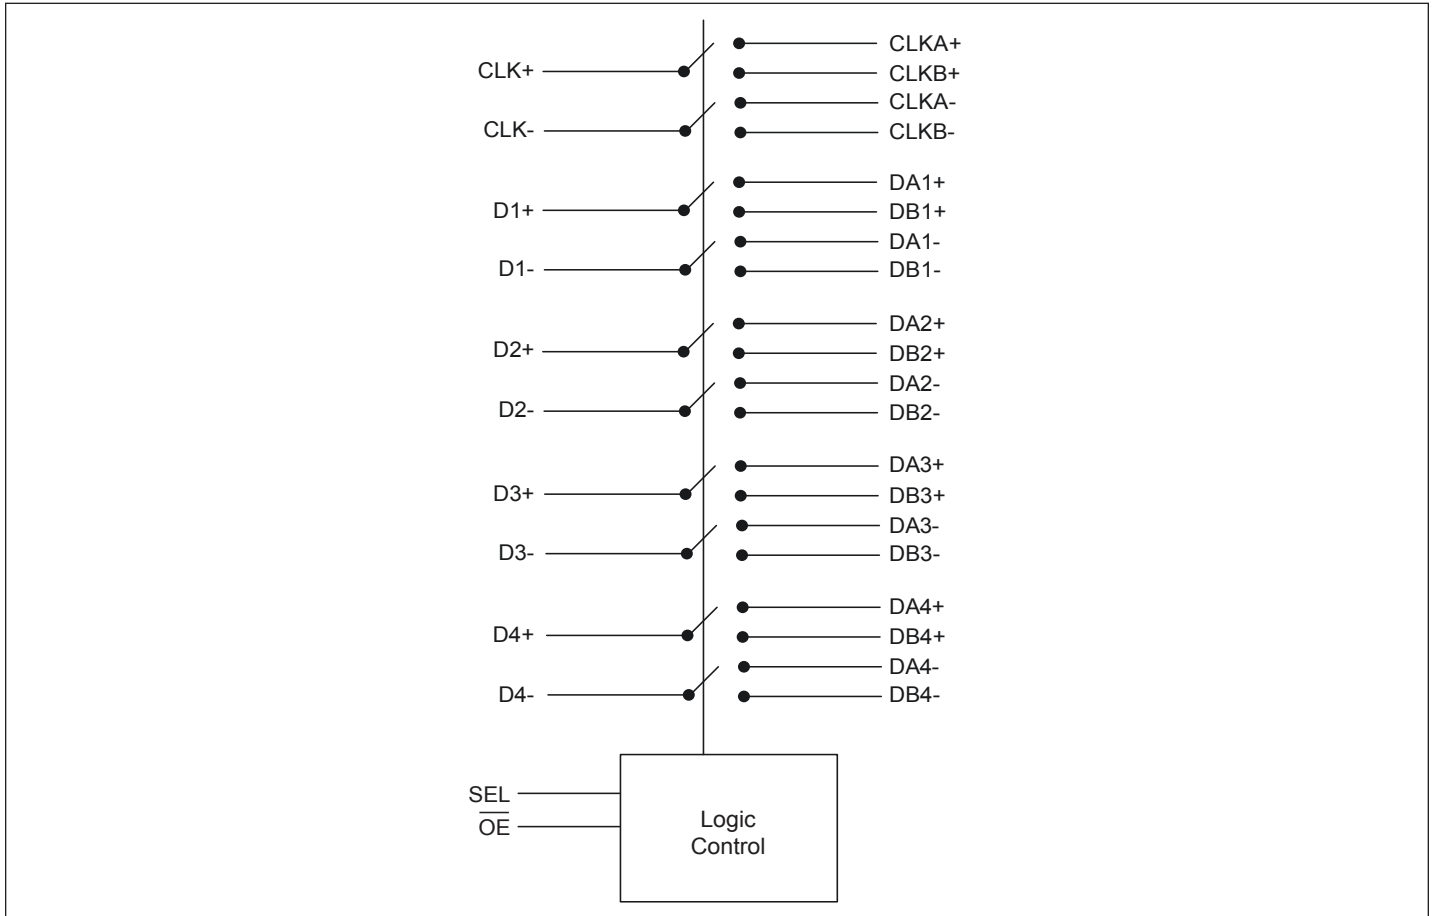 CLK+
CLKA+
CLKB+
CLK-
CLKA-
CLKB-
D1+
DA1+
DB1+
D1-
DA1-
DB1-
D2+
DA2+
DB2+
D2-
DA2-
DB2-
D3+
DA3+
DB3+
D3-
DA3-
DB3-
D4+
DA4+
DB4+
D4-
DA4-
DB4-
SEL
O̅E̅
Logic
Control